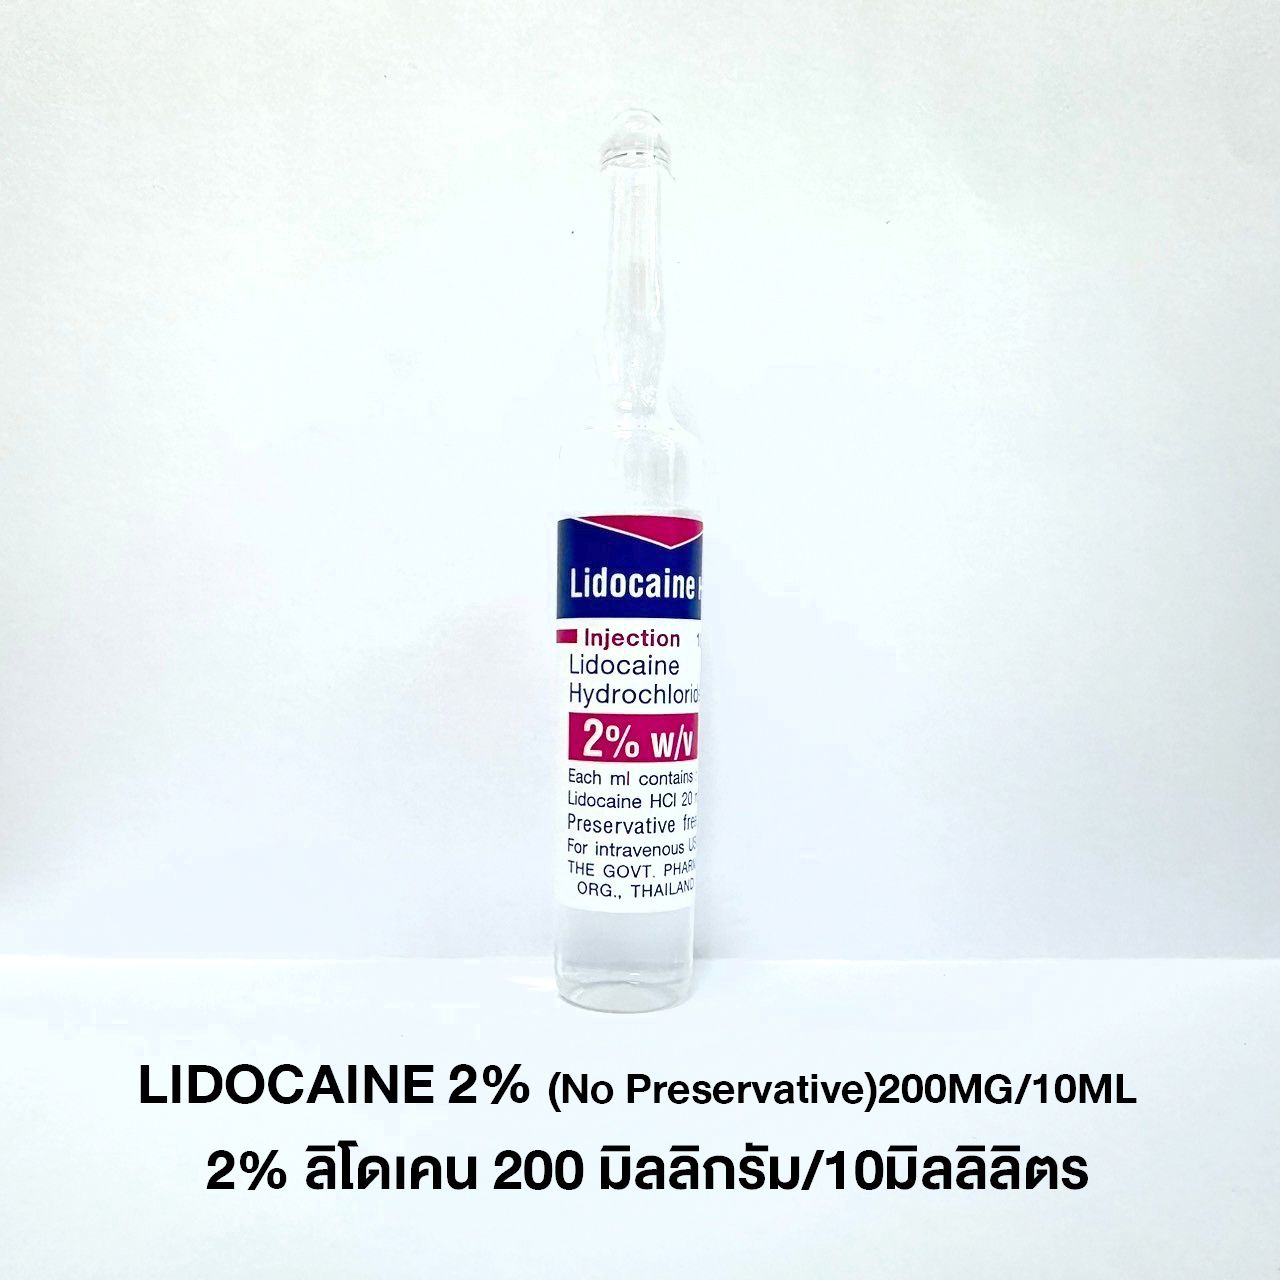 Lidocaine
Injection
Lidocaine
Hydrochlorid
2% w/v
Each ml contains
Lidocaine HCl 20
Preservative free
For intravenous US
THE GOVT. PHAR
ORG., THAILAND
LIDOCAINE 2% (No Preservative)200MG/10ML
2% ลิโดเคน 200 มิลลิกรัม/10มิลลิลิตร